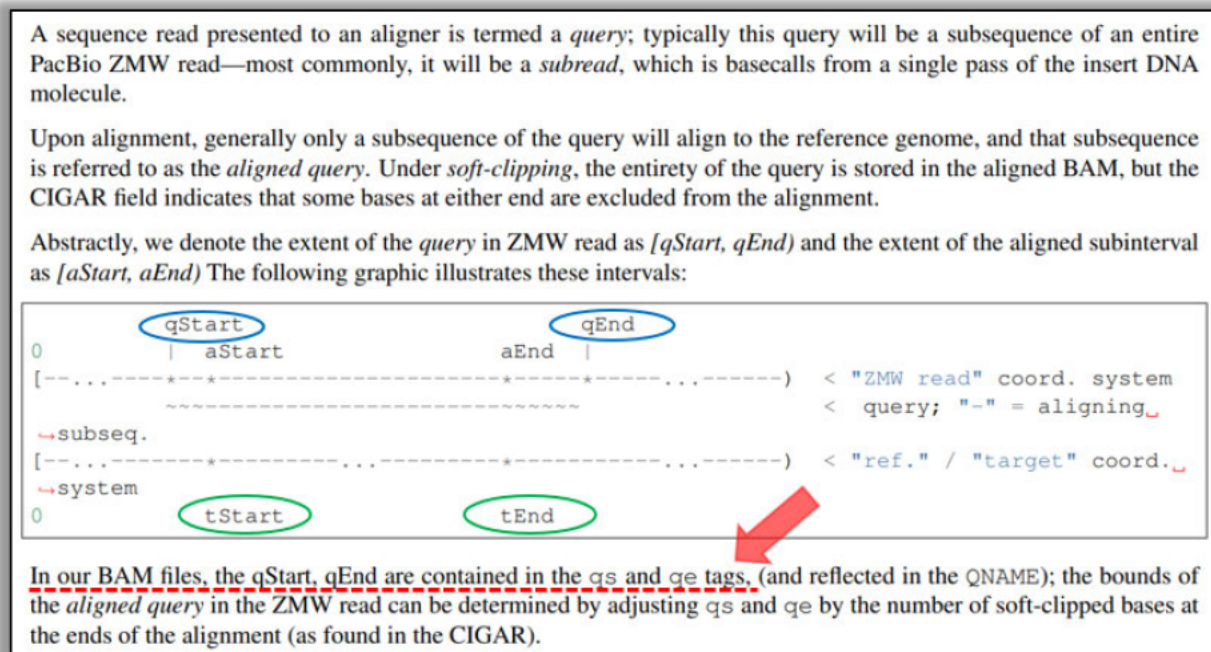 A sequence read presented to an aligner is termed a query; typically this query will be a subsequence of an entire
PacBio ZMW read—most commonly, it will be a subread, which is basecalls from a single pass of the insert DNA
molecule.
Upon alignment, generally only a subsequence of the query will align to the reference genome, and that subsequence
is referred to as the aligned query. Under soft-clipping, the entirety of the query is stored in the aligned BAM, but the
CIGAR field indicates that some bases at either end are excluded from the alignment.
Abstractly, we denote the extent of the query in ZMW read as [qStart, qEnd) and the extent of the aligned subinterval
as [aStart, aEnd) The following graphic illustrates these intervals:
qStart qEnd
0 | aStart aEnd |
[--...----*--*---------------------*-----*-----...------) < "ZMW read" coord. system
~~~~~~~~~~~~~~~~~~~~~~~~~~~~~~~ < query; "-" = aligning
↪subseq.
[--...-------*---------...---------*-----------...------) < "ref." / "target" coord.
↪system
0 tStart tEnd
In our BAM files, the qStart, qEnd are contained in the qs and qe tags, (and reflected in the QNAME); the bounds of
the aligned query in the ZMW read can be determined by adjusting qs and qe by the number of soft-clipped bases at
the ends of the alignment (as found in the CIGAR).